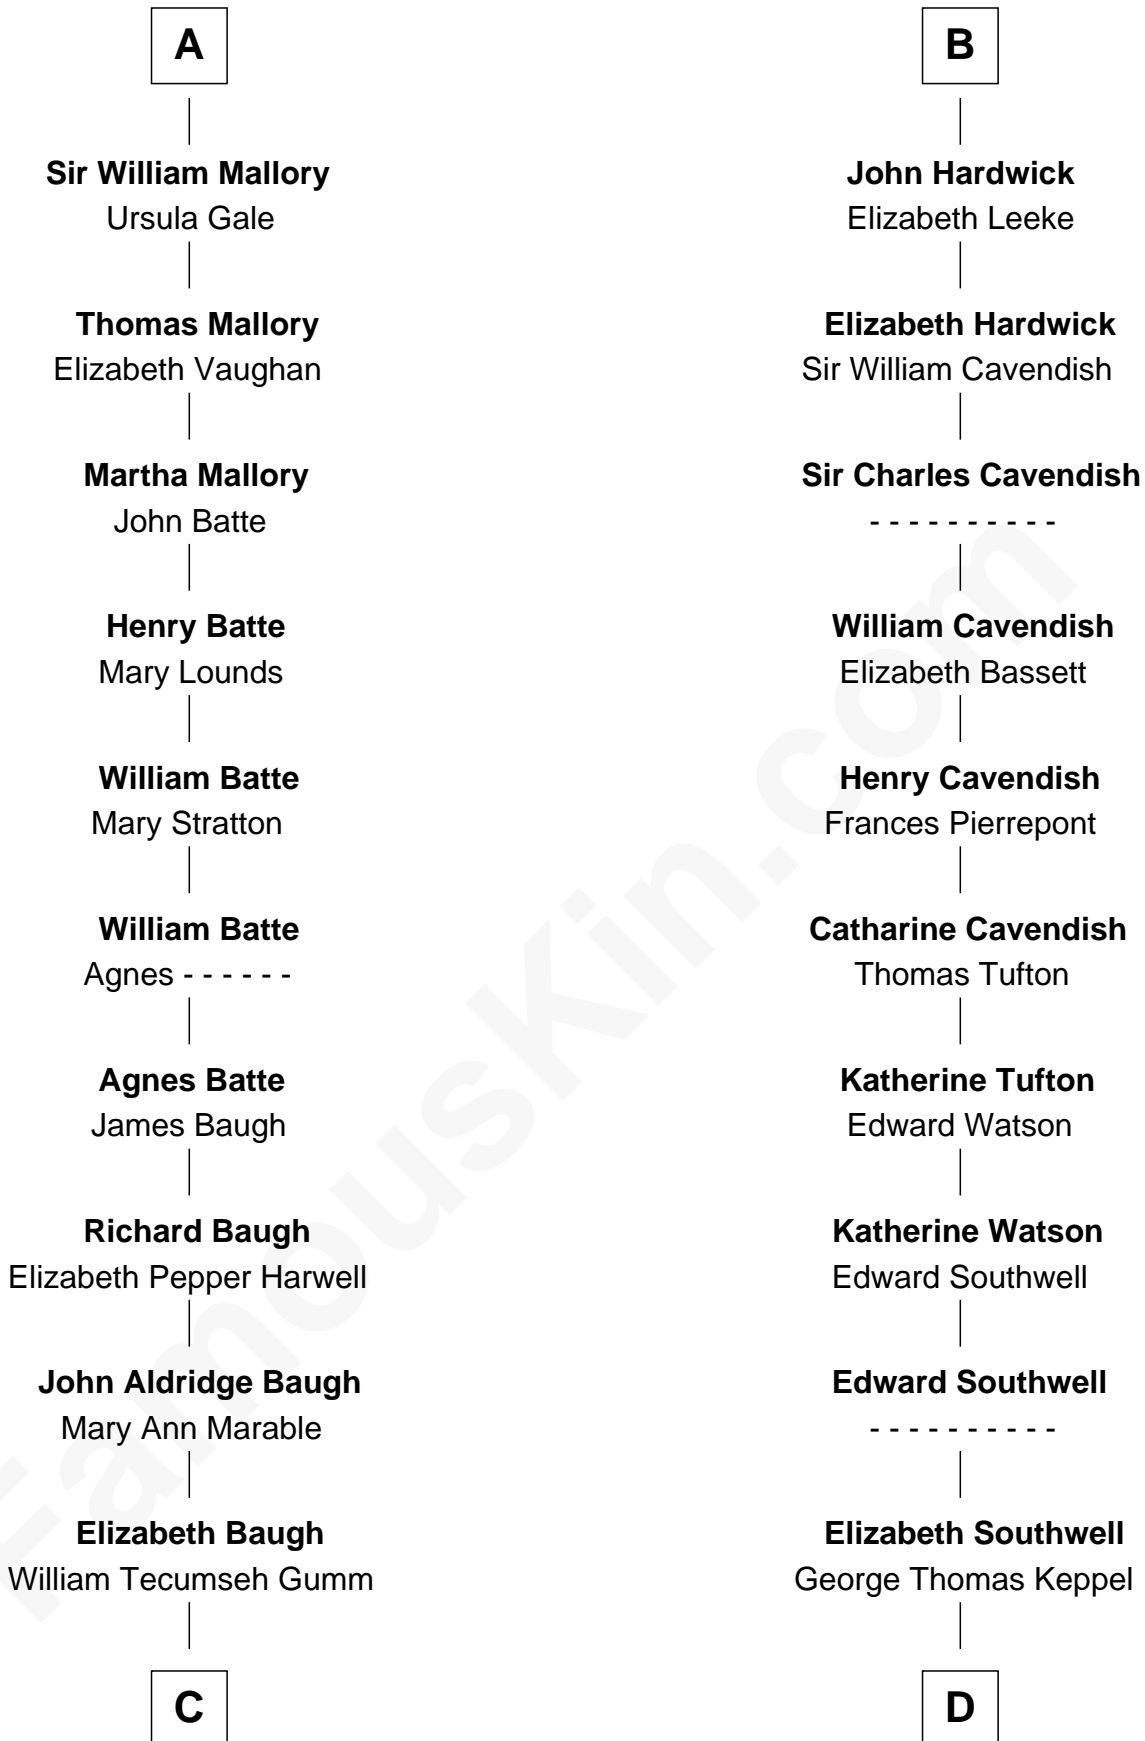 A
Sir William Mallory
Ursula Gale
Thomas Mallory
Elizabeth Vaughan
Martha Mallory
John Batte
Henry Batte
Mary Lounds
William Batte
Mary Stratton
William Batte
Agnes - - - - - -
Agnes Batte
James Baugh
Richard Baugh
Elizabeth Pepper Harwell
John Aldridge Baugh
Mary Ann Marable
Elizabeth Baugh
William Tecumseh Gumm
C
B
John Hardwick
Elizabeth Leeke
Elizabeth Hardwick
Sir William Cavendish
Sir Charles Cavendish
- - - - - - - - - -
William Cavendish
Elizabeth Bassett
Henry Cavendish
Frances Pierrepont
Catharine Cavendish
Thomas Tufton
Katherine Tufton
Edward Watson
Katherine Watson
Edward Southwell
Edward Southwell
- - - - - - - - - -
Elizabeth Southwell
George Thomas Keppel
D
FamousKin.com